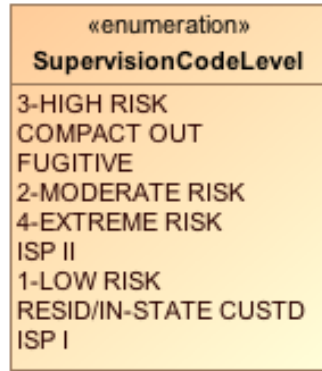 «enumeration»
SupervisionCodeLevel
3-HIGH RISK
COMPACT OUT
FUGITIVE
2-MODERATE RISK
4-EXTREME RISK
ISP II
1-LOW RISK
RESID/IN-STATE CUSTD
ISP I